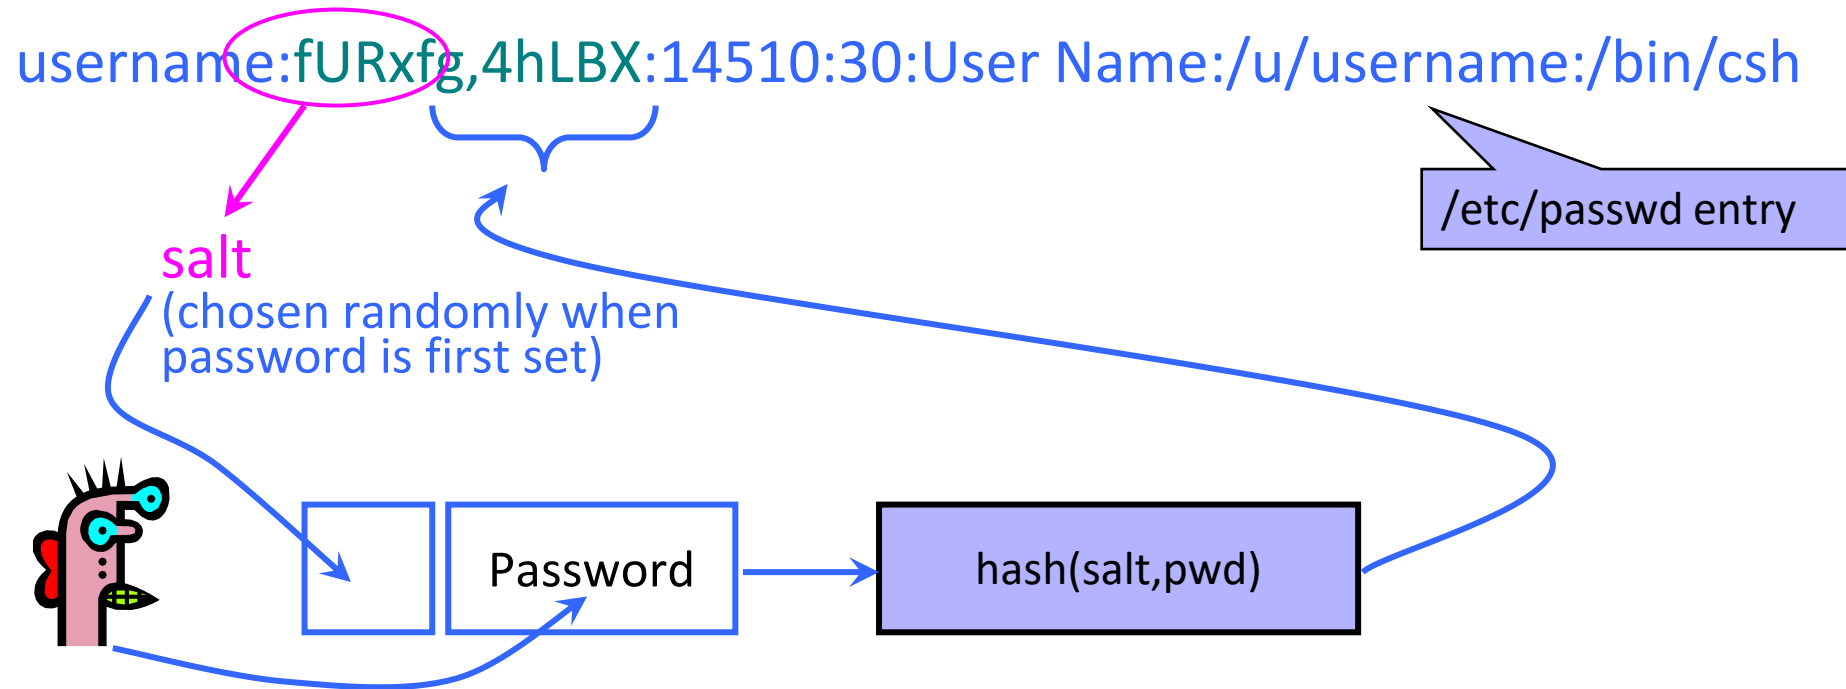 username:fURxfg,4hLBX:14510:30:User Name:/u/username:/bin/csh
/etc/passwd entry
salt
(chosen randomly when
password is first set)
Password
hash(salt,pwd)